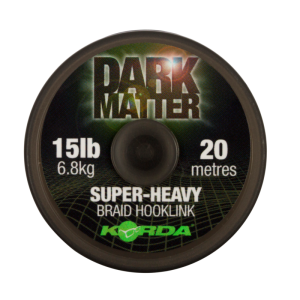 DARK
MATTER
15lb 20
6.8kg metres
SUPER-HEAVY
BRAID HOOKLINK
KORDA